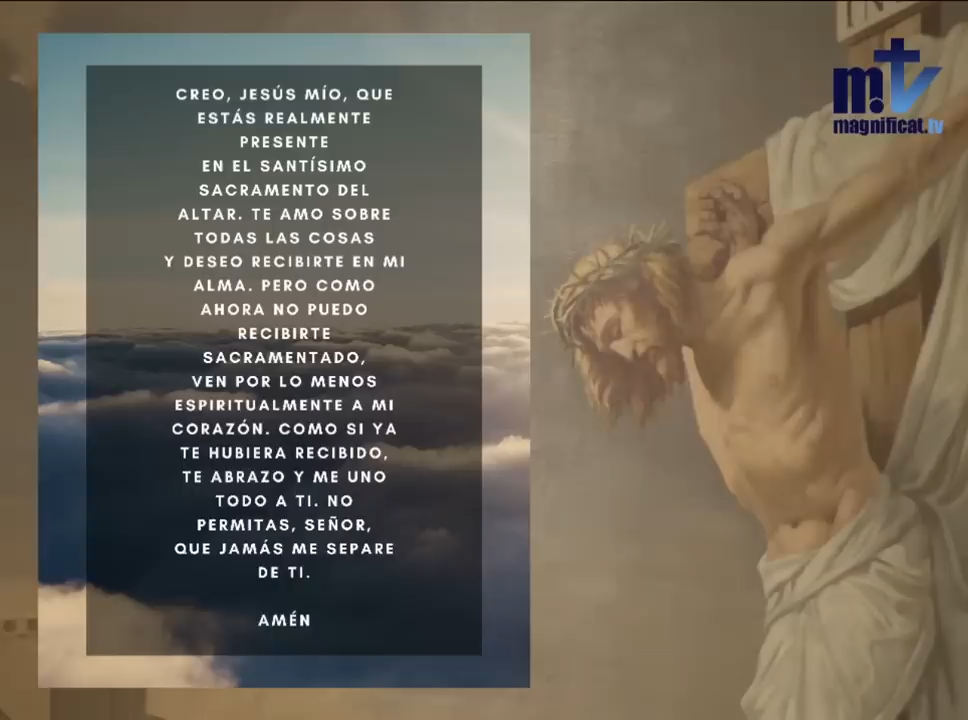 CREO, JESÚS MÍO, QUE
ESTÁS REALMENTE
PRESENTE
EN EL SANTÍSIMO
SACRAMENTO DEL
ALTAR. TE AMO SOBRE
TODAS LAS COSAS
Y DESEO RECIBIRTE EN MI
ALMA. PERO COMO
AHORA NO PUEDO
RECIBIRTE
SACRAMENTADO,
VEN POR LO MENOS
ESPIRITUALMENTE A MI
CORAZÓN. COMO SI YA
TE HUBIERA RECIBIDO,
TE ABRAZO Y ME UNO
TODO A TI. NO
PERMITAS, SEÑOR,
QUE JAMÁS ME SEPARE
DE TI.
AMÉN
mtv
magnificat.tv